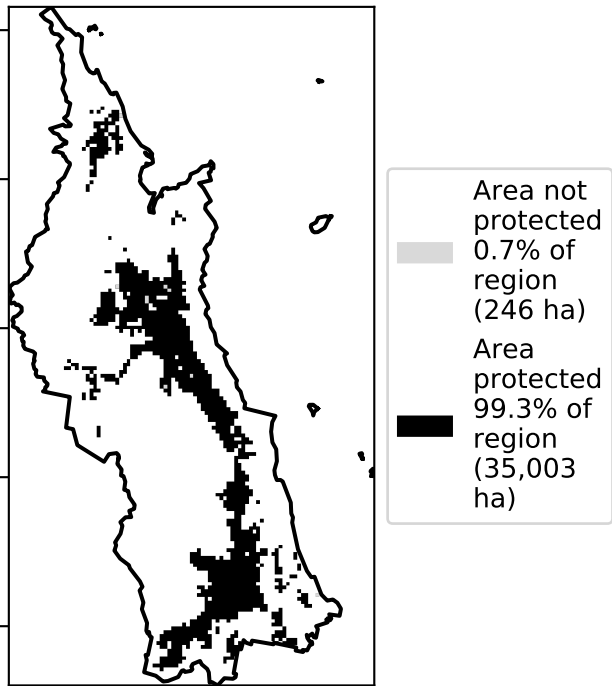 Area not
protected
0.7% of
region
(246 ha)
Area
protected
99.3% of
region
(35,003
ha)